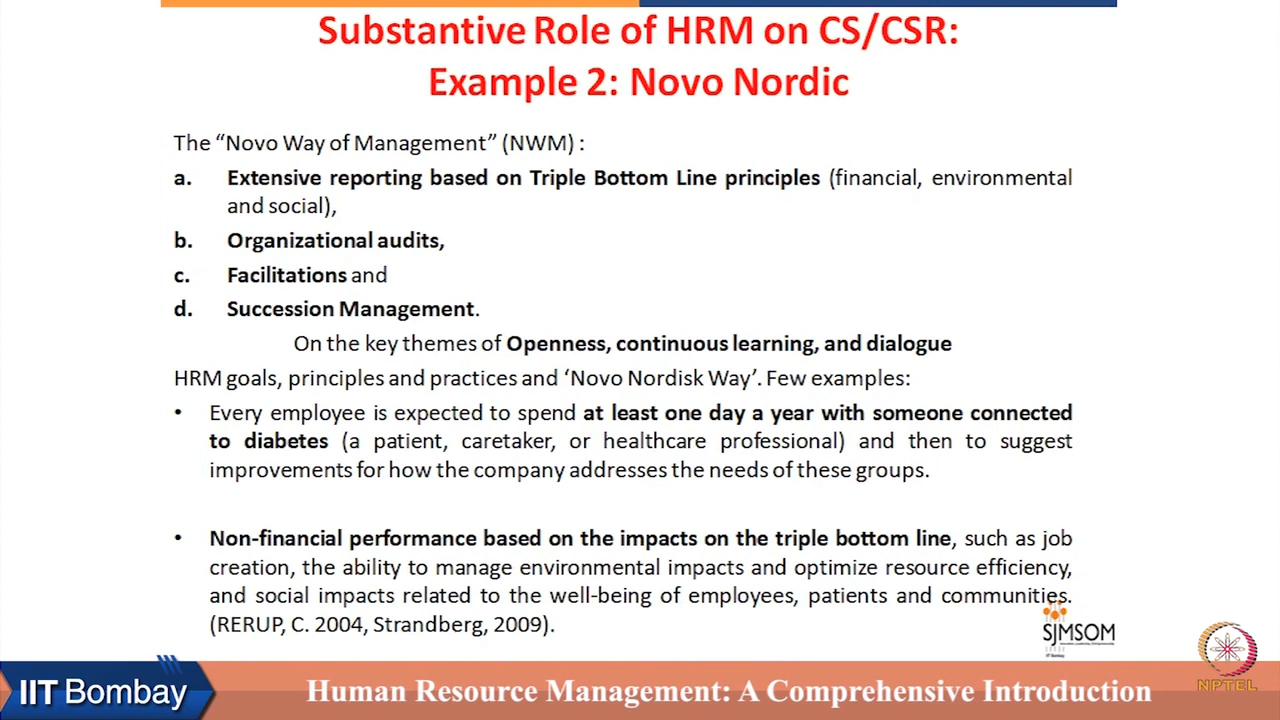 Substantive Role of HRM on CS/CSR:
Example 2: Novo Nordic
The “Novo Way of Management” (NWM) :
a. Extensive reporting based on Triple Bottom Line principles (financial, environmental
and social),
b. Organizational audits,
c. Facilitations and
d. Succession Management.
On the key themes of Openness, continuous learning, and dialogue
HRM goals, principles and practices and ‘Novo Nordisk Way’. Few examples:
• Every employee is expected to spend at least one day a year with someone connected
to diabetes (a patient, caretaker, or healthcare professional) and then to suggest
improvements for how the company addresses the needs of these groups.
• Non-financial performance based on the impacts on the triple bottom line, such as job
creation, the ability to manage environmental impacts and optimize resource efficiency,
and social impacts related to the well-being of employees, patients and communities.
(RERUP, C. 2004, Strandberg, 2009).
SJMSOM
IIT Bombay
IIT Bombay
Human Resource Management: A Comprehensive Introduction
NPTEL